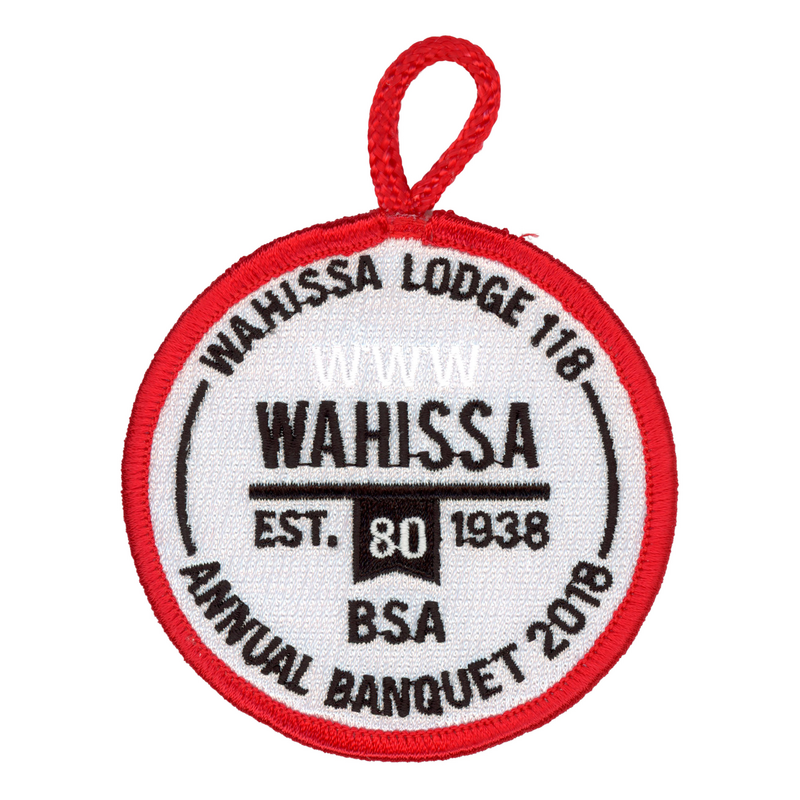 WAHISSA LODGE 118
WWW
WAHISSA
EST. 80 1938
BSA
ANNUAL BANQUET 2018